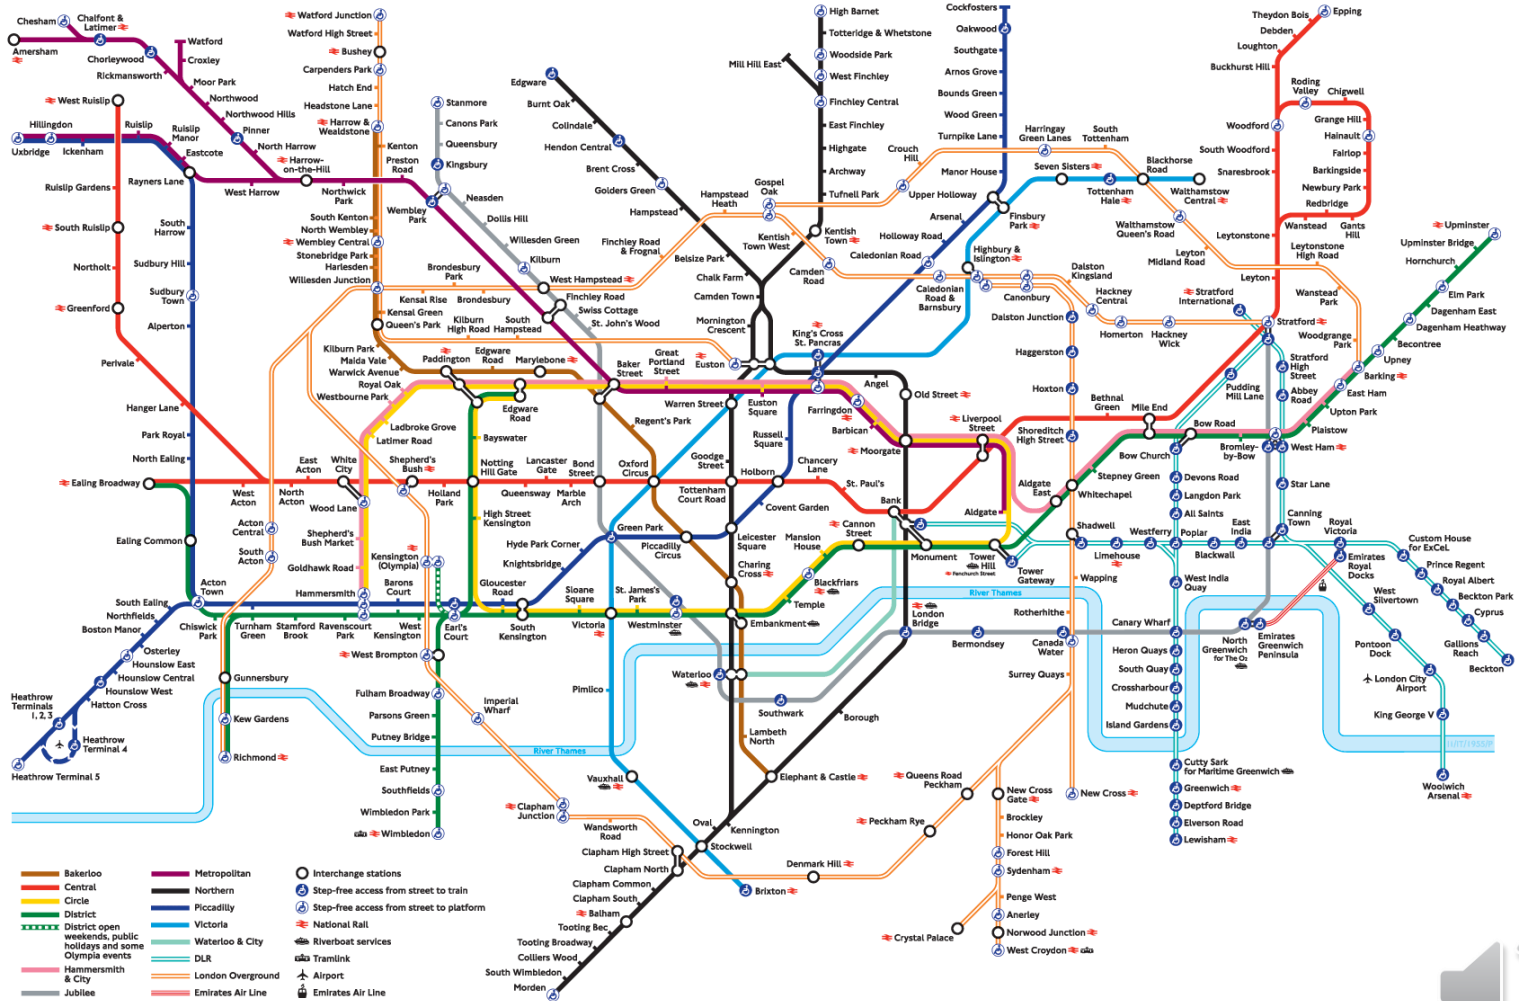 Chesham
Chalfont &
Latimer
Amersham
Chorleywood
Rickmansworth
Watford
Croxley
Moor Park
Northwood
Northwood Hills
Pinner
North Harrow
Harrow-
on-the-Hill
West Ruislip
Hillingdon
Ruislip
Ruislip
Manor
Uxbridge
Ickenham
Eastcote
Rayners Lane
West Harrow
Northwick
Park
Preston
Road
Ruislip Gardens
South Ruislip
Northolt
Greenford
Perivale
Hanger Lane
South
Harrow
Sudbury Hill
Sudbury
Town
Alperton
Park Royal
North Ealing
Ealing Broadway
West
Acton
North
Acton
East
Acton
White
City
Ealing Common
Acton
Central
South
Acton
Acton
Town
South Ealing
Northfields
Boston Manor
Osterley
Hounslow East
Hounslow Central
Hounslow West
Hatton Cross
Heathrow
Terminals
1, 2, 3
Heathrow
Terminal 4
Heathrow Terminal 5
Watford Junction
Watford High Street
Bushey
Carpenders Park
Hatch End
Headstone Lane
Harrow &
Wealdstone
Kenton
South Kenton
North Wembley
Wembley Central
Stonebridge Park
Harlesden
Willesden Junction
Kensal Green
Queen's Park
Kilburn Park
Maida Vale
Warwick Avenue
Royal Oak
Westbourne Park
Ladbroke Grove
Latimer Road
Stanmore
Canons Park
Queensbury
Kingsbury
Wembley
Park
Neasden
Dollis Hill
Willesden Green
Kilburn
West Hampstead
Finchley Road
Swiss Cottage
St. John's Wood
Brondesbury
Park
Kensal Rise
Brondesbury
Kilburn
High Road
South
Hampstead
Finchley Road
& Frognal
Hampstead
Heath
Gospel
Oak
Kentish
Town West
Camden
Road
Caledonian
Road &
Barnsbury
Highbury &
Islington
Canonbury
Dalston
Kingsland
Dalston Junction
Hackney
Central
Homerton
Hackney
Wick
Stratford
Stratford
International
Edgware
Burnt Oak
Colindale
Hendon Central
Brent Cross
Golders Green
Hampstead
Belsize Park
Chalk Farm
Camden Town
Mornington
Crescent
Euston
High Barnet
Totteridge & Whetstone
Woodside Park
Mill Hill East
West Finchley
Finchley Central
East Finchley
Highgate
Archway
Tufnell Park
Kentish
Town
Cockfosters
Oakwood
Southgate
Arnos Grove
Bounds Green
Wood Green
Turnpike Lane
Manor House
Finsbury
Park
Arsenal
Holloway Road
Caledonian Road
King's Cross
St. Pancras
Crouch
Hill
Upper Holloway
Harringay
Green Lanes
South
Tottenham
Seven Sisters
Tottenham
Hale
Blackhorse
Road
Walthamstow
Central
Walthamstow
Queen's Road
Leyton
Midland Road
Leytonstone
High Road
Wanstead
Park
Woodgrange
Park
Epping
Theydon Bois
Debden
Loughton
Buckhurst Hill
Roding
Valley
Chigwell
Grange Hill
Hainault
Fairlop
Barkingside
Newbury Park
Redbridge
Wanstead
Gants
Hill
Woodford
South Woodford
Snaresbrook
Leytonstone
Leyton
Upminster
Upminster Bridge
Hornchurch
Elm Park
Dagenham East
Dagenham Heathway
Becontree
Upney
Barking
East Ham
Upton Park
Plaistow
West Ham
Stratford
High
Street
Abbey
Road
Pudding
Mill Lane
Bromley-
by-Bow
Bow Road
Mile End
Bethnal
Green
Bow Church
Stepney Green
Devons Road
Langdon Park
All Saints
Star Lane
Canning
Town
Haggerston
Hoxton
Shoreditch
High Street
Paddington
Edgware
Road
Marylebone
Baker
Street
Great
Portland
Street
Edgware
Road
Warren Street
Euston
Square
Regent's Park
Russell
Square
Goodge
Street
Farringdon
Barbican
Moorgate
Angel
Old Street
Liverpool
Street
Aldgate
East
Aldgate
Whitechapel
Bayswater
Notting
Hill Gate
High Street
Kensington
Shepherd's
Bush
Holland
Park
Wood Lane
Shepherd's
Bush Market
Goldhawk Road
Hammersmith
Queensway
Lancaster
Gate
Marble
Arch
Bond
Street
Oxford
Circus
Tottenham
Court Road
Holborn
Chancery
Lane
St. Paul's
Bank
Covent Garden
Leicester
Square
Piccadilly
Circus
Green Park
Hyde Park Corner
Knightsbridge
Charing
Cross
Mansion
House
Cannon
Street
Monument
Tower
Hill
Fenchurch Street
Tower
Gateway
Blackfriars
Temple
Embankment
Westminster
St. James's
Park
Victoria
Sloane
Square
South
Kensington
Gloucester
Road
Earl's
Court
Kensington
(Olympia)
Barons
Court
West
Kensington
Ravenscourt
Park
Stamford
Brook
Turnham
Green
Chiswick
Park
Gunnersbury
Kew Gardens
Richmond
West Brompton
Fulham Broadway
Parsons Green
Putney Bridge
East Putney
Southfields
Wimbledon Park
Wimbledon
Imperial
Wharf
Clapham
Junction
Wandsworth
Road
Pimlico
Vauxhall
River Thames
River Thames
Waterloo
Southwark
Lambeth
North
Elephant & Castle
London
Bridge
Borough
Bermondsey
Canada
Water
Shadwell
Wapping
Rotherhithe
Surrey Quays
Kennington
Oval
Stockwell
Brixton
Clapham High Street
Clapham North
Clapham Common
Clapham South
Balham
Tooting Bec
Tooting Broadway
Colliers Wood
South Wimbledon
Morden
Denmark Hill
Peckham Rye
Queens Road
Peckham
New Cross
Gate
New Cross
Brockley
Honor Oak Park
Forest Hill
Sydenham
Penge West
Anerley
Norwood Junction
West Croydon
Crystal Palace
Limehouse
Westferry
Poplar
Blackwall
East
India
Royal
Victoria
Custom House
for ExCeL
Prince Regent
Royal Albert
Beckton Park
Cyprus
Gallions
Reach
Beckton
Emirates
Royal
Docks
Emirates
Greenwich
Peninsula
North
Greenwich
for The O2
West
Silvertown
Pontoon
Dock
London City
Airport
King George V
Woolwich
Arsenal
West India
Quay
Canary Wharf
Heron Quays
South Quay
Crossharbour
Mudchute
Island Gardens
Cutty Sark
for Maritime Greenwich
Greenwich
Deptford Bridge
Elverson Road
Lewisham
Bakerloo
Central
Circle
District
District open
weekends, public
holidays and some
Olympia events
Hammersmith
& City
Jubilee
Metropolitan
Northern
Piccadilly
Victoria
Waterloo & City
DLR
London Overground
Emirates Air Line
Interchange stations
Step-free access from street to train
Step-free access from street to platform
National Rail
Riverboat services
Tramlink
Airport
Emirates Air Line